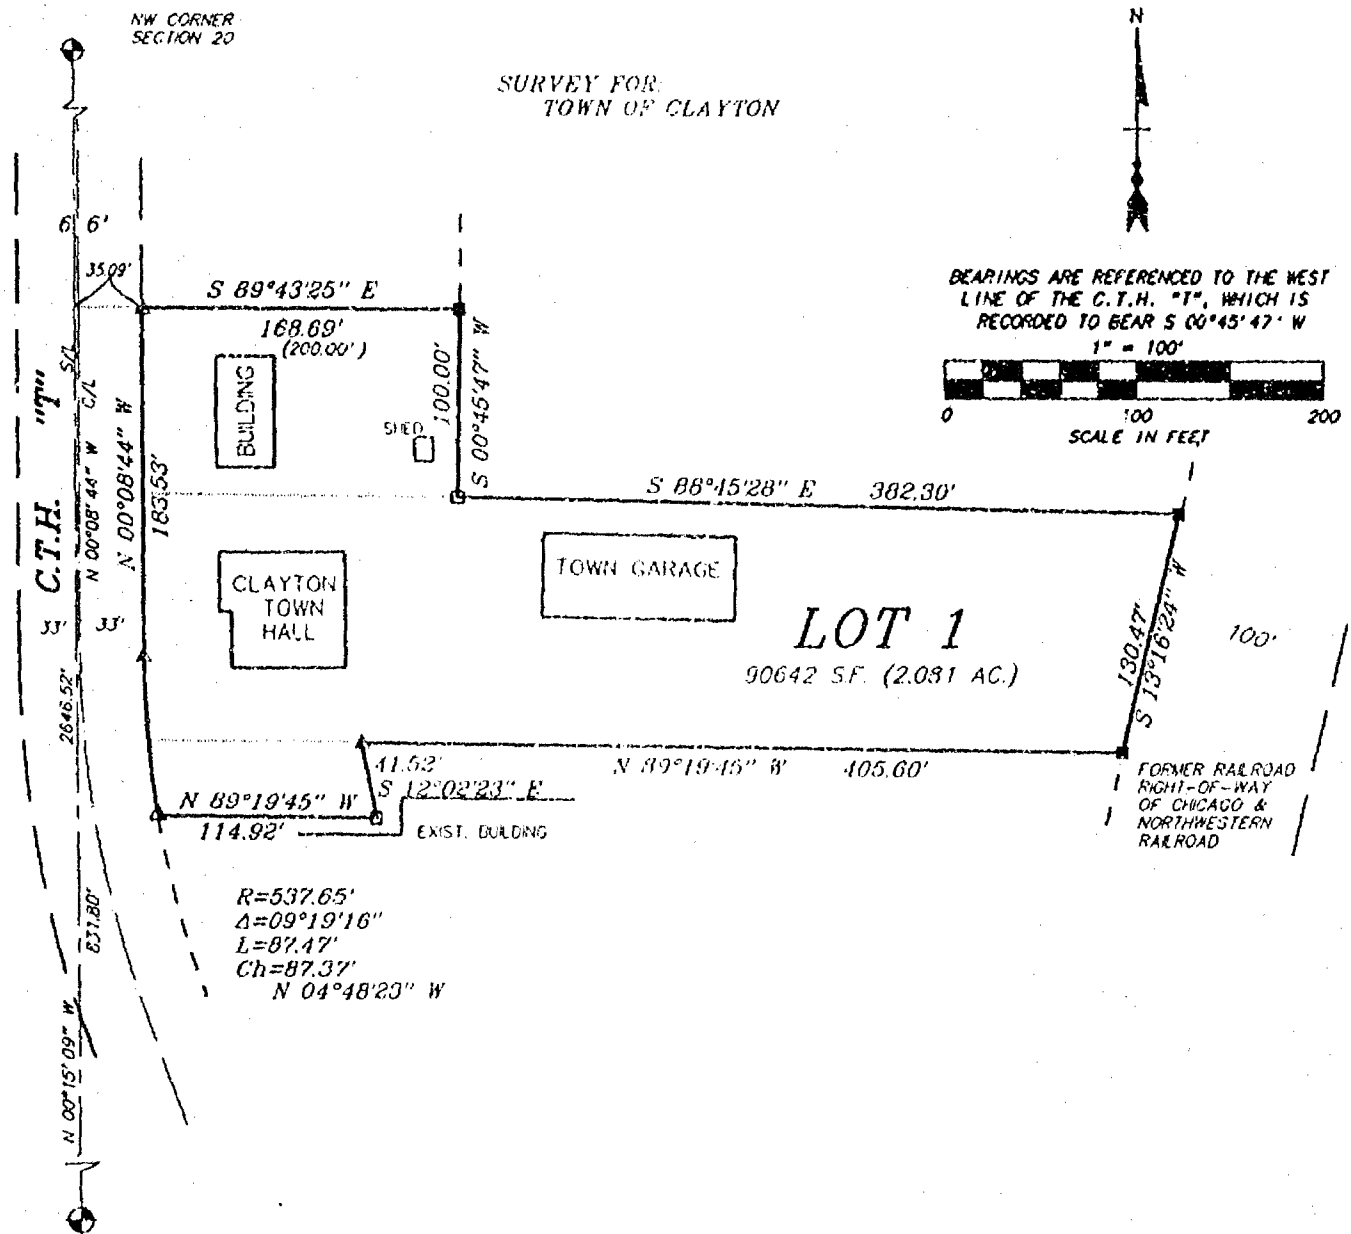 NW CORNER
SECTION 20
SURVEY FOR:
TOWN OF CLAYTON
N
6 6'
35.09'
S 89°43'25" E
168.69'
(200.00')
BEARINGS ARE REFERENCED TO THE WEST
LINE OF THE C.T.H. "T", WHICH IS
RECORDED TO BEAR S 00°45'47" W
1" = 100'
0 100 200
SCALE IN FEET
S/L
C/L
C.T.H. "T"
N 00°08'44" W
N 00°08'44" W
183.53'
BUILDING
SHED
100.00'
S 00°45'47" W
S 88°45'28" E 382.30'
CLAYTON
TOWN
HALL
TOWN GARAGE
LOT 1
90642 S.F. (2.081 AC.)
33' 33'
2646.52'
130.47'
S 13°16'24" W
100'
41.52'
S 12°02'23" E
N 89°19'45" W 405.60'
N 89°19'45" W
114.92'
EXIST. BUILDING
FORMER RAILROAD
RIGHT-OF-WAY
OF CHICAGO &
NORTHWESTERN
RAILROAD
R=537.65'
Δ=09°19'16"
L=87.47'
Ch=87.37'
N 04°48'23" W
N 00°15'09" W